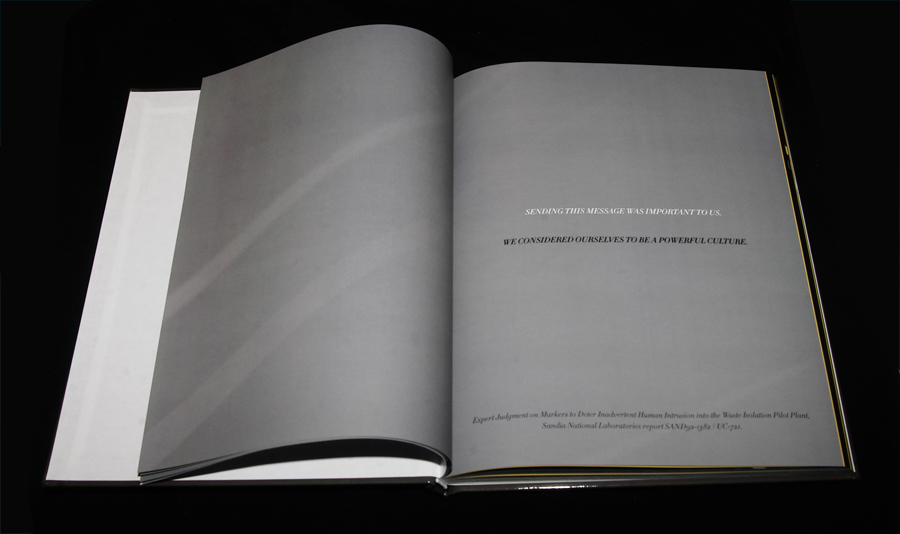 SENDING THIS MESSAGE WAS IMPORTANT TO US.
WE CONSIDERED OURSELVES TO BE A POWERFUL CULTURE.
Expert Judgment on Markers to Deter Inadvertent Human Intrusion into the Waste Isolation Pilot Plant,
Sandia National Laboratories report SAND92-1382 / UC-721.